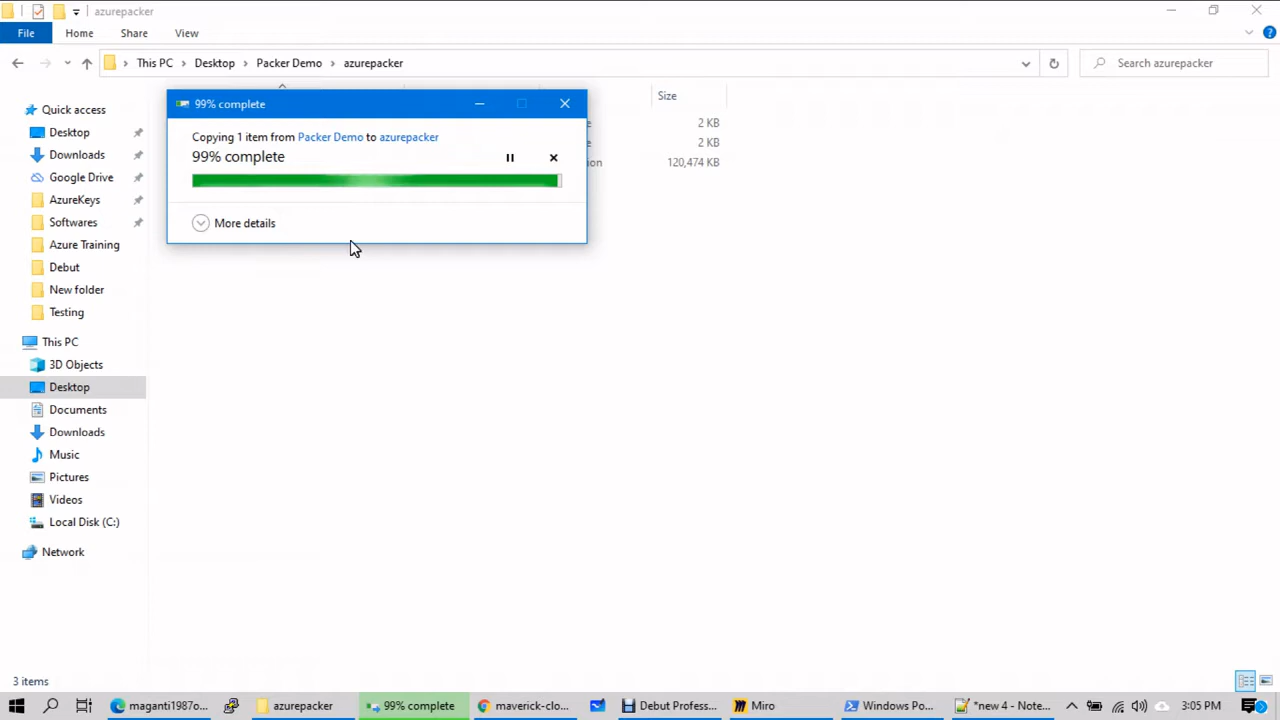 azurepacker
File Home Share View
This PC Desktop Packer Demo azurepacker Search azurepacker
Size
99% complete
Copying 1 item from Packer Demo to azurepacker
99% complete
More details
2 KB
2 KB
ion 120,474 KB
Quick access
Desktop
Downloads
Google Drive
AzureKeys
Softwares
Azure Training
Debut
New folder
Testing
This PC
3D Objects
Desktop
Documents
Downloads
Music
Pictures
Videos
Local Disk (C:)
Network
3 items
maganti1987o... azurepacker 99% complete maverick-clo... Debut Profess... Miro Windows Po... *new 4 - Note... 3:05 PM